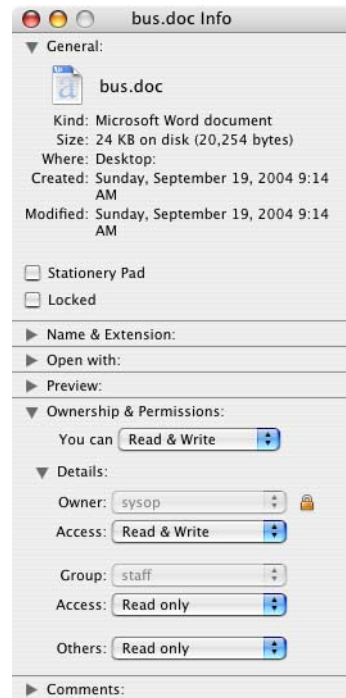 bus.doc Info
General:
bus.doc
Kind: Microsoft Word document
Size: 24 KB on disk (20,254 bytes)
Where: Desktop:
Created: Sunday, September 19, 2004 9:14
AM
Modified: Sunday, September 19, 2004 9:14
AM
Stationery Pad
Locked
Name & Extension:
Open with:
Preview:
Ownership & Permissions:
You can Read & Write
Details:
Owner: sysop
Access: Read & Write
Group: staff
Access: Read only
Others: Read only
Comments: